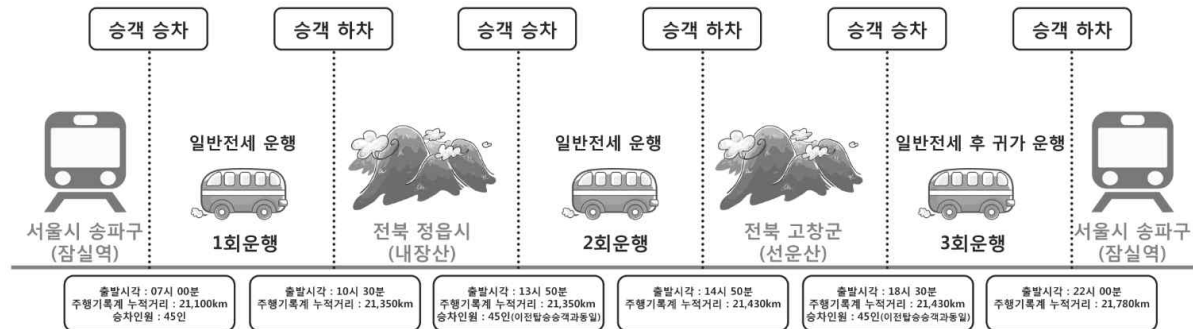 승객 승차
승객 하차
승객 승차
승객 하차
승객 승차
승객 하차
일반전세 운행
일반전세 운행
일반전세 후 귀가 운행
서울시 송파구
(잠실역)
1회운행
전북 정읍시
(내장산)
2회운행
전북 고창군
(선운산)
3회운행
서울시 송파구
(잠실역)
출발시각 : 07시 00분
주행기록계 누적거리 : 21,100km
승차인원 : 45인
출발시각 : 10시 30분
주행기록계 누적거리 : 21,350km
출발시각 : 13시 50분
주행기록계 누적거리 : 21,350km
승차인원 : 45인(이전탑승승객과동일)
출발시각 : 14시 50분
주행기록계 누적거리 : 21,430km
출발시각 : 18시 30분
주행기록계 누적거리 : 21,430km
승차인원 : 45인(이전탑승승객과동일)
출발시각 : 22시 00분
주행기록계 누적거리 : 21,780km